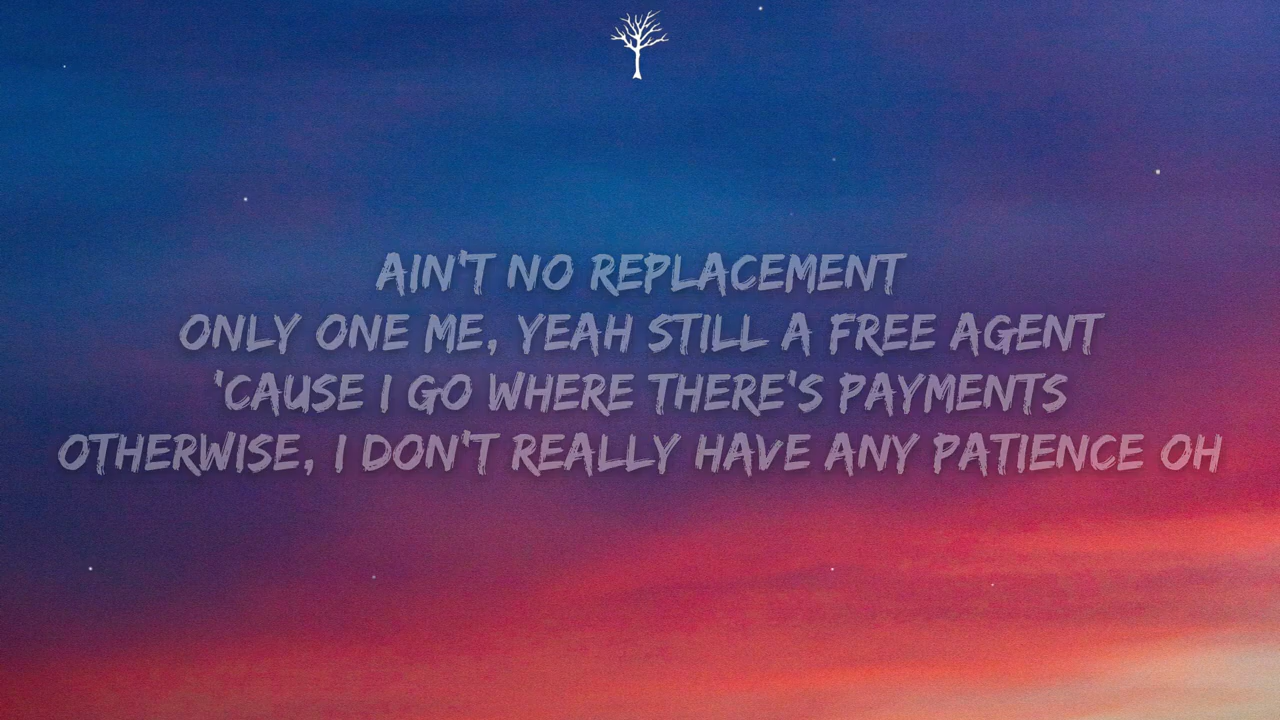 AIN'T NO REPLACEMENT
ONLY ONE ME, YEAH STILL A FREE AGENT
'CAUSE I GO WHERE THERE'S PAYMENTS
OTHERWISE, I DON'T REALLY HAVE ANY PATIENCE OH